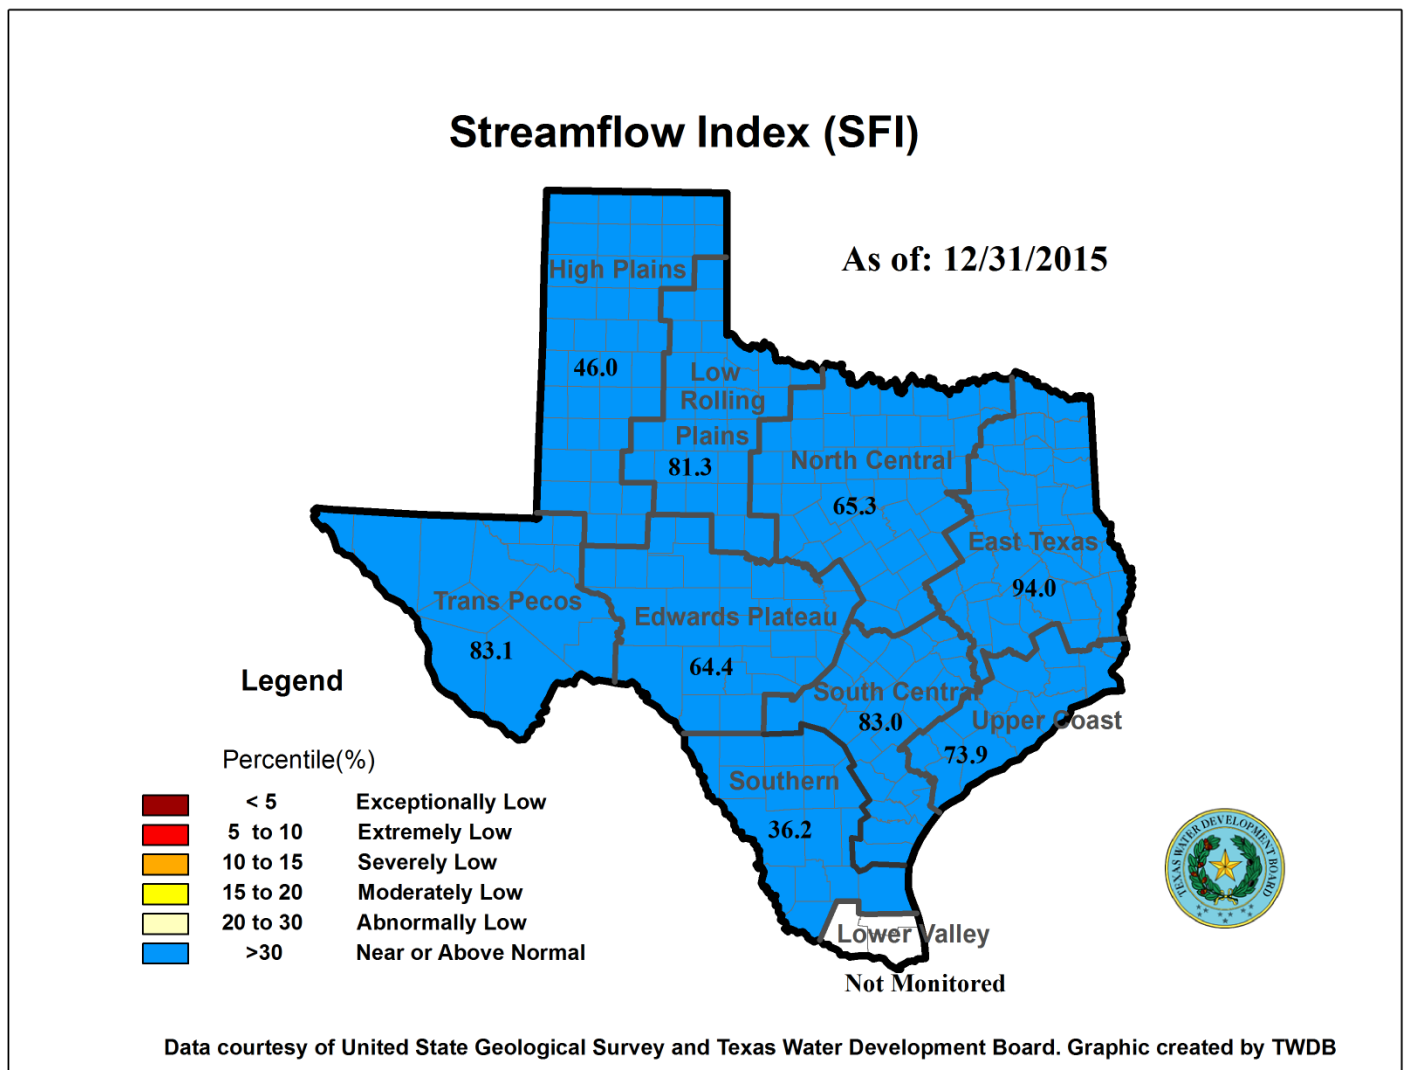 Streamflow Index (SFI)
As of: 12/31/2015
High Plains
46.0
Low
Rolling
Plains
81.3
North Central
65.3
East Texas
94.0
Trans Pecos
83.1
Edwards Plateau
64.4
South Central
83.0
Upper Coast
73.9
Southern
36.2
Lower Valley
Not Monitored
Legend
Percentile(%)
< 5 Exceptionally Low
5 to 10 Extremely Low
10 to 15 Severely Low
15 to 20 Moderately Low
20 to 30 Abnormally Low
>30 Near or Above Normal
TEXAS WATER DEVELOPMENT BOARD
Data courtesy of United State Geological Survey and Texas Water Development Board. Graphic created by TWDB